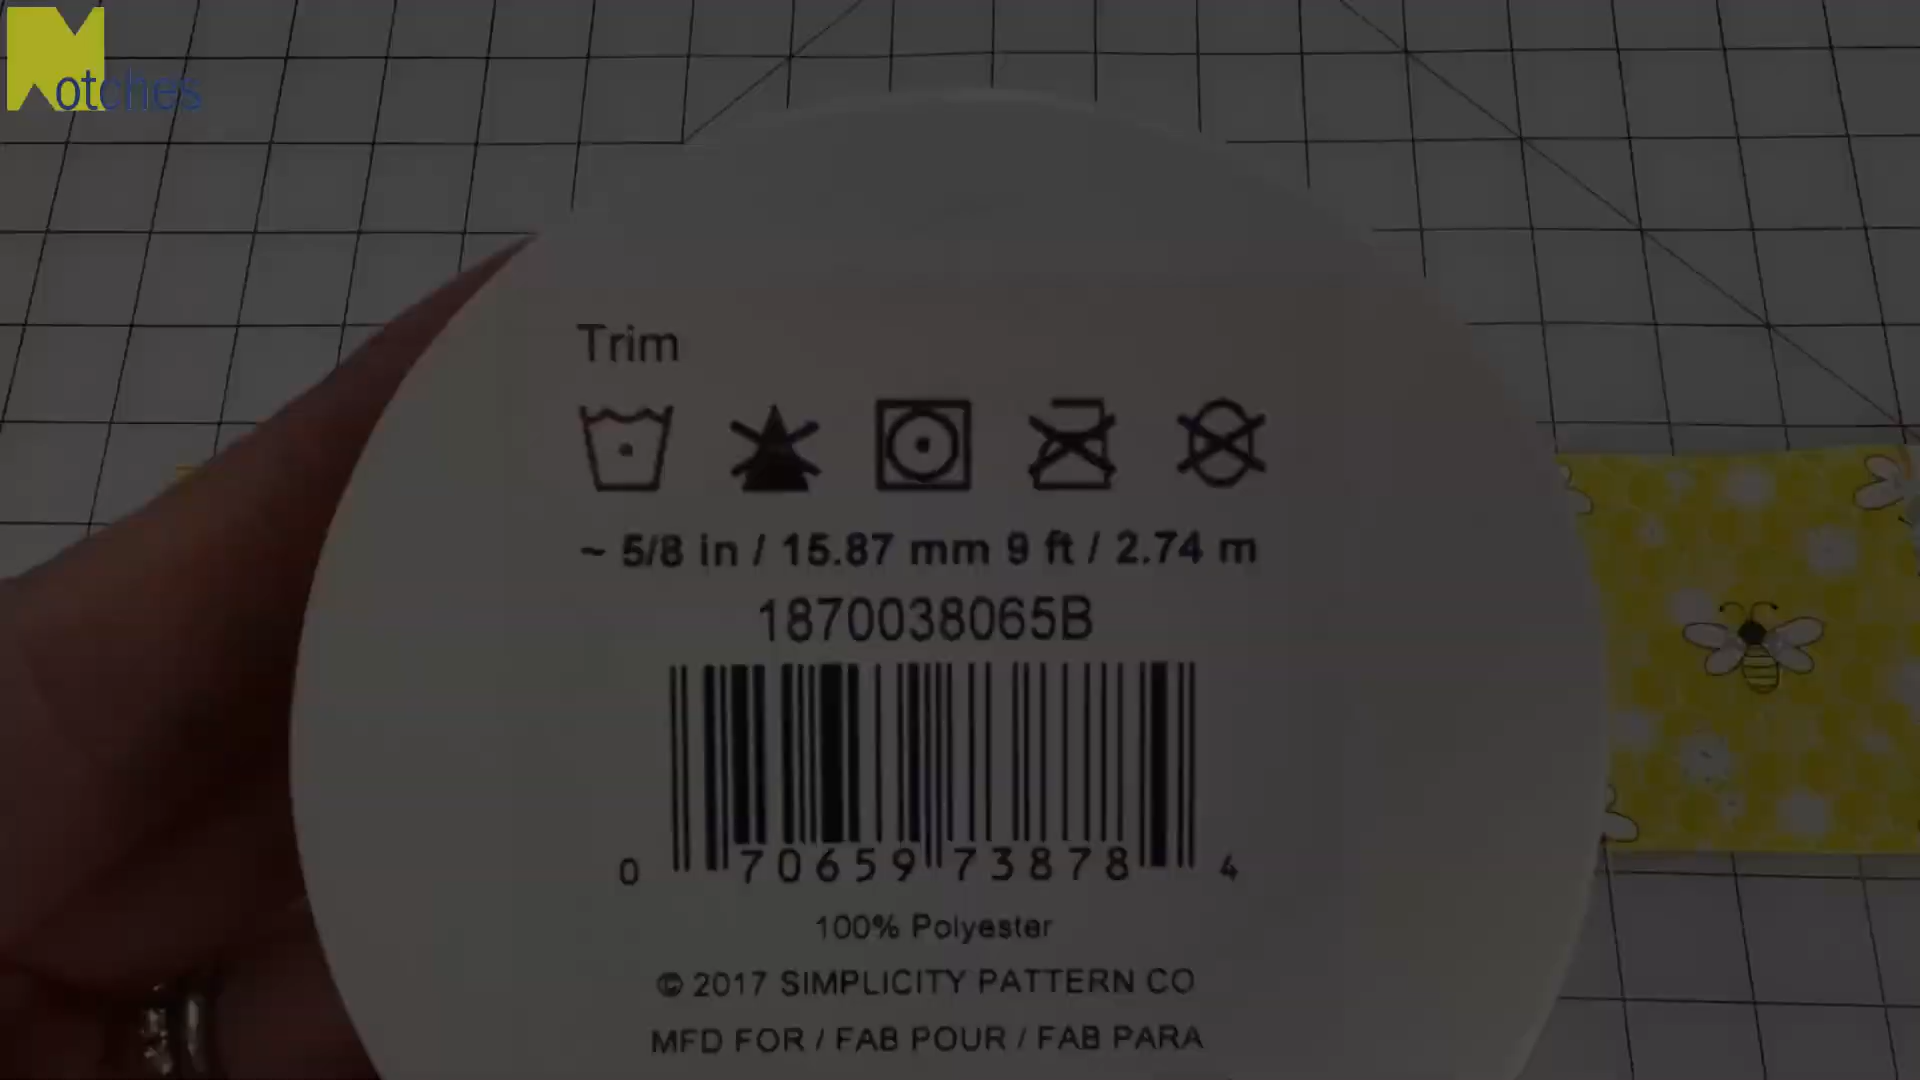 Notches
Trim
~ 5/8 in / 15.87 mm 9 ft / 2.74 m
1870038065B
0 70659 73878 4
100% Polyester
© 2017 SIMPLICITY PATTERN CO
MFD FOR / FAB POUR / FAB PARA